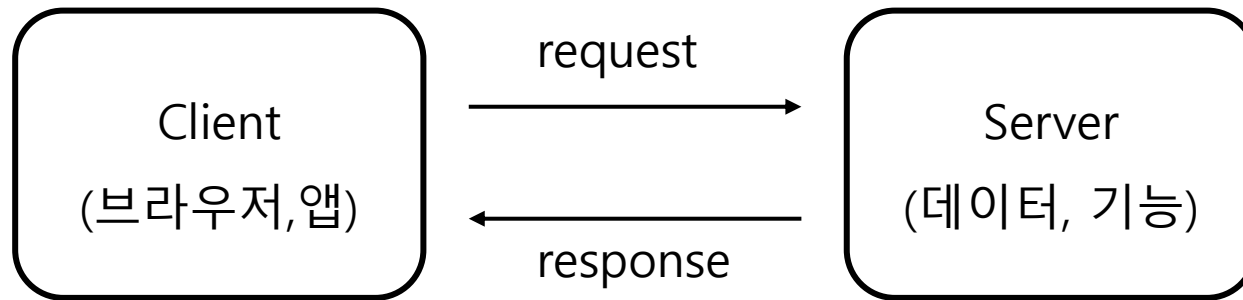 Client
(브라우저,앱)
request
response
Server
(데이터, 기능)